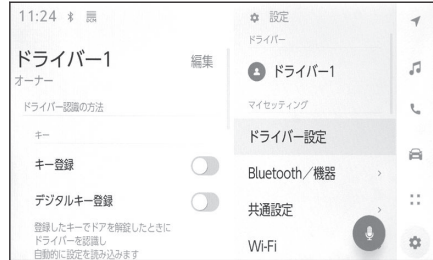 11:24
ドライバー1
編集
オーナー
ドライバー認識の方法
キー
キー登録
デジタルキー登録
登録したキーでドアを解錠したときに
ドライバーを認識し
自動的に設定を読み込みます
設定
ドライバー
ドライバー1
マイセッティング
ドライバー設定
Bluetooth／機器
共通設定
Wi-Fi